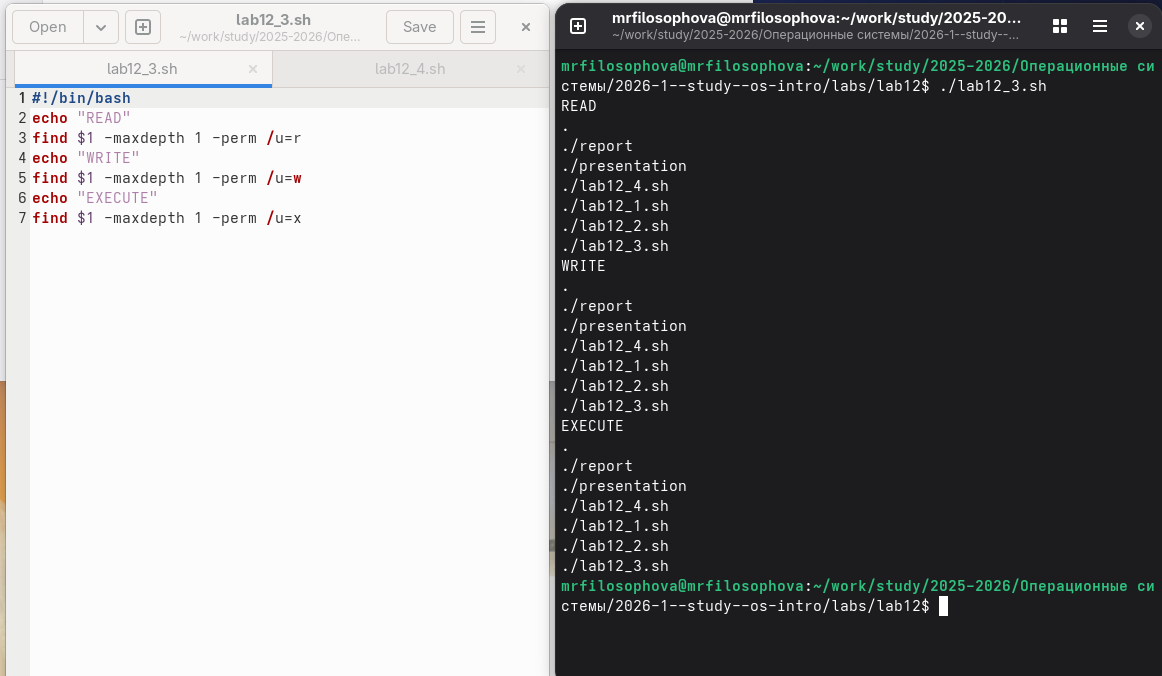 Open
lab12_3.sh
~/work/study/2025-2026/Опе...
Save
lab12_3.sh
lab12_4.sh
1 #!/bin/bash
2 echo "READ"
3 find $1 -maxdepth 1 -perm /u=r
4 echo "WRITE"
5 find $1 -maxdepth 1 -perm /u=w
6 echo "EXECUTE"
7 find $1 -maxdepth 1 -perm /u=x
mrfilosophova@mrfilosophova:~/work/study/2025-20...
~/work/study/2025-2026/Операционные системы/2026-1--study--...
mrfilosophova@mrfilosophova:~/work/study/2025-2026/Операционные си
стемы/2026-1--study--os-intro/labs/lab12$ ./lab12_3.sh
READ
.
./report
./presentation
./lab12_4.sh
./lab12_1.sh
./lab12_2.sh
./lab12_3.sh
WRITE
.
./report
./presentation
./lab12_4.sh
./lab12_1.sh
./lab12_2.sh
./lab12_3.sh
EXECUTE
.
./report
./presentation
./lab12_4.sh
./lab12_1.sh
./lab12_2.sh
./lab12_3.sh
mrfilosophova@mrfilosophova:~/work/study/2025-2026/Операционные си
стемы/2026-1--study--os-intro/labs/lab12$